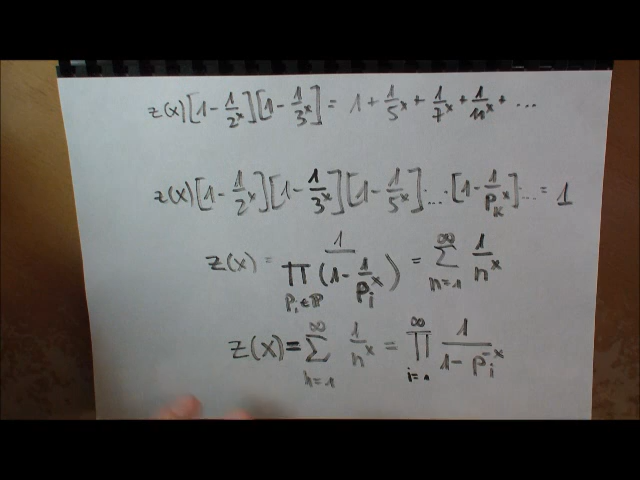 z(x)[1-1/2^x][1-1/3^x] = 1 + 1/5^x + 1/7^x + 1/11^x + ...
z(x)[1-1/2^x][1-1/3^x][1-1/5^x]·...·[1-1/P_k^x]... = 1
z(x) = 1/∏_{P_i∈ℙ}(1-1/P_i^x) = ∑_{n=1}^∞ 1/n^x
z(x) = ∑_{n=1}^∞ 1/n^x = ∏_{i=1}^∞ 1/(1-P_i^{-x})